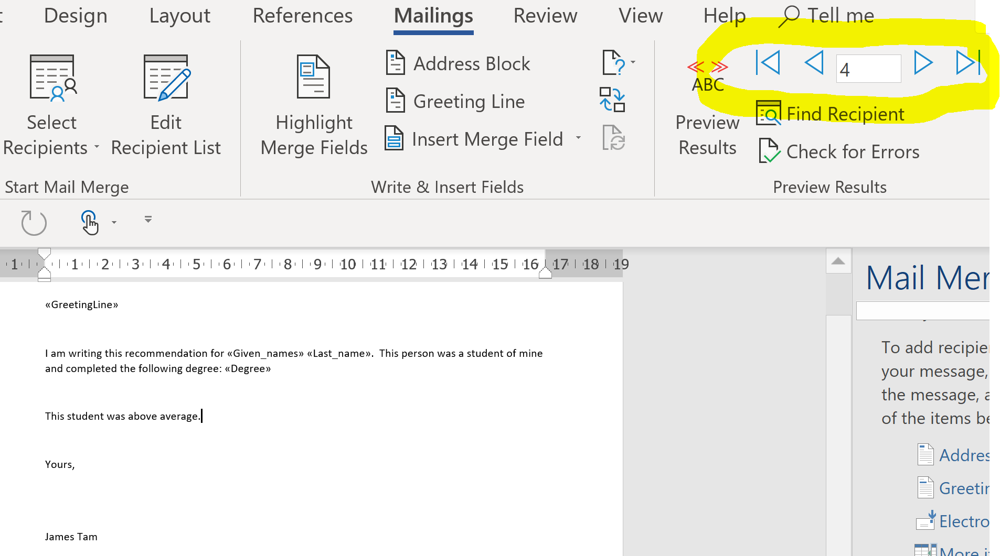 Design Layout References Mailings Review View Help Tell me
Select Recipients
Edit Recipient List
Start Mail Merge
Highlight Merge Fields
Address Block
Greeting Line
Insert Merge Field
Write & Insert Fields
ABC
Preview Results
4
Find Recipient
Check for Errors
Preview Results
1 1 2 3 4 5 6 7 8 9 10 11 12 13 14 15 16 17 18 19
«GreetingLine»
I am writing this recommendation for «Given_names» «Last_name».  This person was a student of mine
and completed the following degree: «Degree»
This student was above average.
Yours,
James Tam
Mail Mer
To add recipie
your message,
the message, a
of the items be
Addres
Greetin
Electro
More i